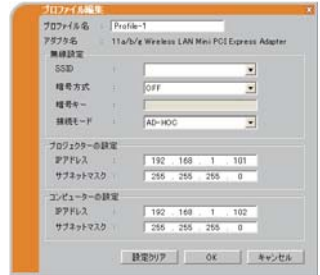 プロファイル編集
プロファイル名 : Profile-1
アダプタ名 : 11a/b/g Wireless LAN Mini PCI Express Adapter
無線設定
SSID :
暗号方式 : OFF
暗号キー :
接続モード : AD-HOC
プロジェクターの設定
IPアドレス : 192 . 168 . 1 . 101
サブネットマスク : 255 . 255 . 255 . 0
コンピューターの設定
IPアドレス : 192 . 168 . 1 . 102
サブネットマスク : 255 . 255 . 255 . 0
設定クリア OK キャンセル